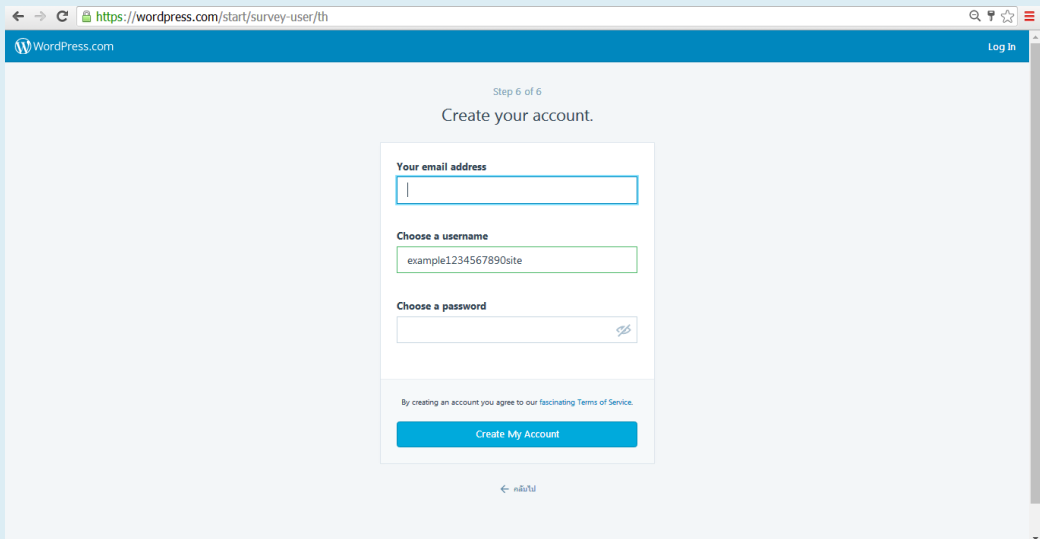 https://wordpress.com/start/survey-user/th
WordPress.com
Log In
Step 6 of 6
Create your account.
Your email address
Choose a username
example1234567890site
Choose a password
By creating an account you agree to our fascinating Terms of Service.
Create My Account
← กลับไป